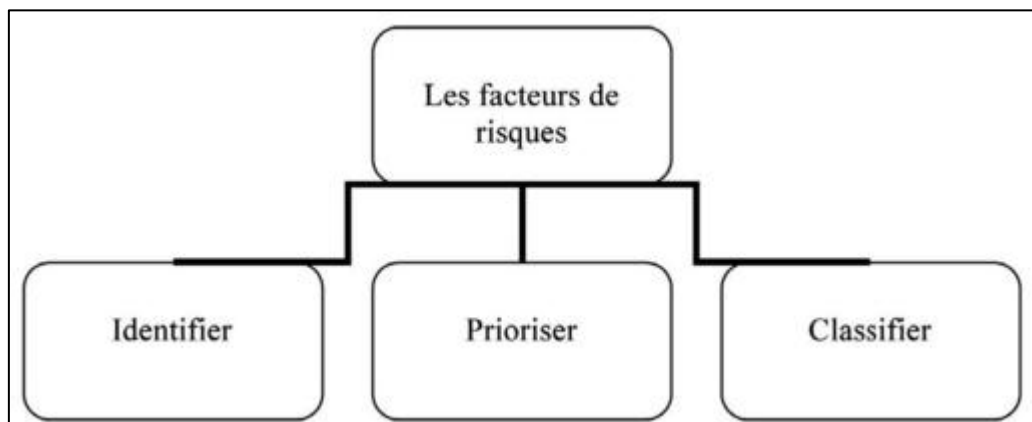 Les facteurs de
risques
Identifier
Prioriser
Classifier